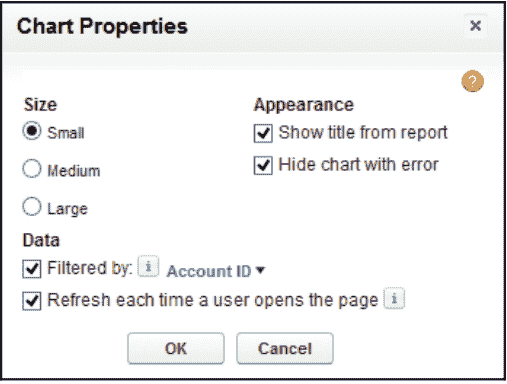 Chart Properties
Size
Small
Medium
Large
Appearance
Show title from report
Hide chart with error
Data
Filtered by: i Account ID
Refresh each time a user opens the page i
OK Cancel
?